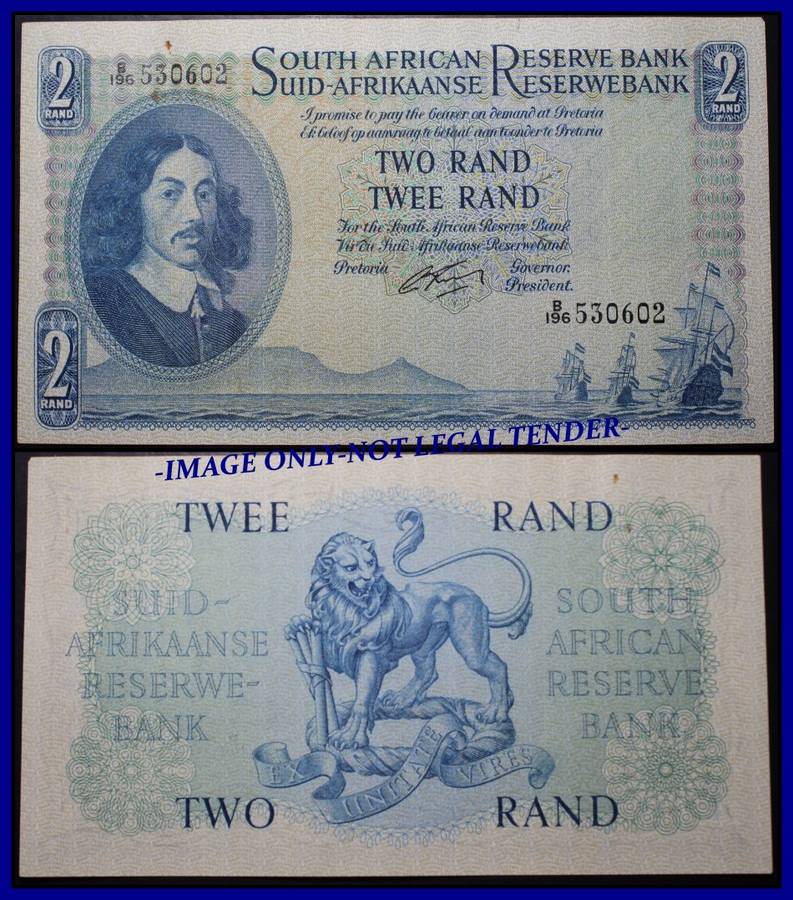 2
RAND
B/196 530602
SOUTH AFRICAN RESERVE BANK
SUID-AFRIKAANSE RESERWEBANK
2
RAND
I promise to pay the bearer on demand at Pretoria
Ek beloof op aanvraag te betaal aan toonder te Pretoria
TWO RAND
TWEE RAND
For the South African Reserve Bank
Vir die Suid-Afrikaanse Reserwebank
Pretoria
Governor.
President.
B/196 530602
2
RAND
-IMAGE ONLY-NOT LEGAL TENDER-
TWEE RAND
SUID-
AFRIKAANSE
RESERWE-
BANK
SOUTH
AFRICAN
RESERVE
BANK
EX UNITATE VIRES
TWO RAND